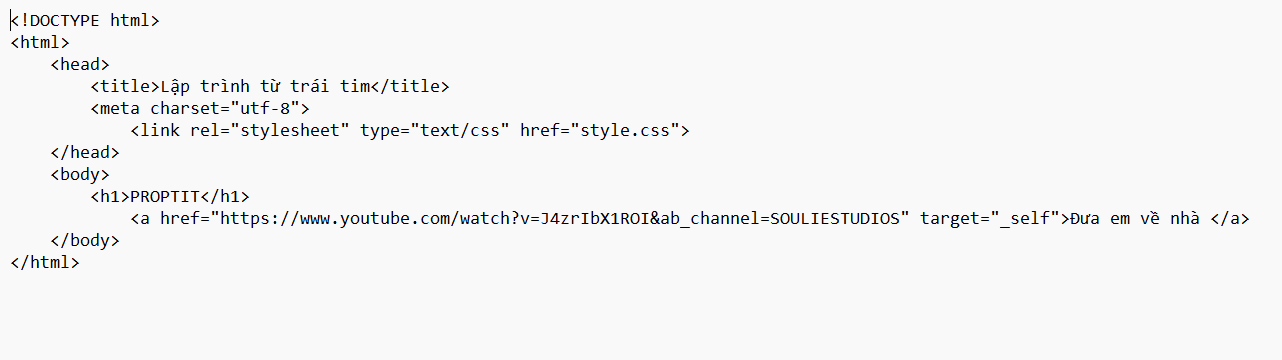 <!DOCTYPE html>
<html>
    <head>
        <title>Lập trình từ trái tim</title>
        <meta charset="utf-8">
            <link rel="stylesheet" type="text/css" href="style.css">
    </head>
    <body>
        <h1>PROPTIT</h1>
            <a href="https://www.youtube.com/watch?v=J4zrIbX1ROI&ab_channel=SOULIESTUDIOS" target="_self">Đưa em về nhà </a>
    </body>
</html>